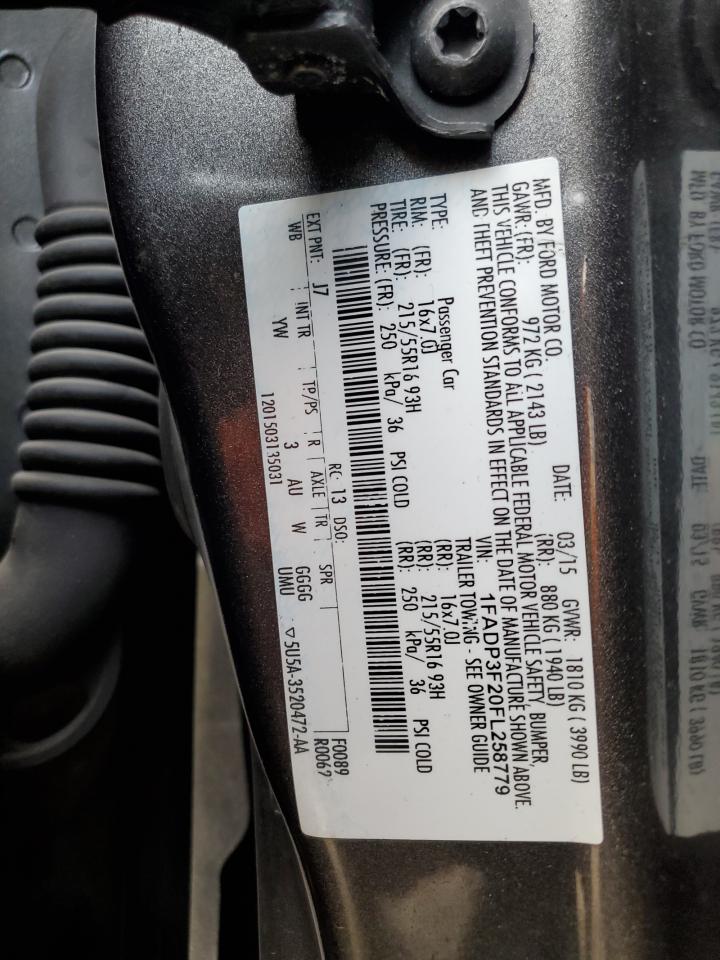 MFD. BY FORD MOTOR CO.
DATE: 03/15 GVWR: 1810 KG ( 3990 LB)
GAWR: (FR): 972 KG ( 2143 LB) (RR): 880 KG ( 1940 LB)
THIS VEHICLE CONFORMS TO ALL APPLICABLE FEDERAL MOTOR VEHICLE SAFETY, BUMPER,
AND THEFT PREVENTION STANDARDS IN EFFECT ON THE DATE OF MANUFACTURE SHOWN ABOVE.
VIN: 1FADP3F20FL258779
TYPE: Passenger Car TRAILER TOWING - SEE OWNER GUIDE
RIM: (FR): 16x7.0J (RR): 16x7.0J
TIRE: (FR): 215/55R16 93H (RR): 215/55R16 93H
PRESSURE: (FR): 250 kPa/ 36 PSI COLD (RR): 250 kPa/ 36 PSI COLD
F0089
RC: 13 DSO: R0062
EXT PNT: J7 INT TR TP/PS R AXLE TR SPR
WB YW 3 AU W GGGG
UMU
1201503135031 ▽5U5A-3520472-AA